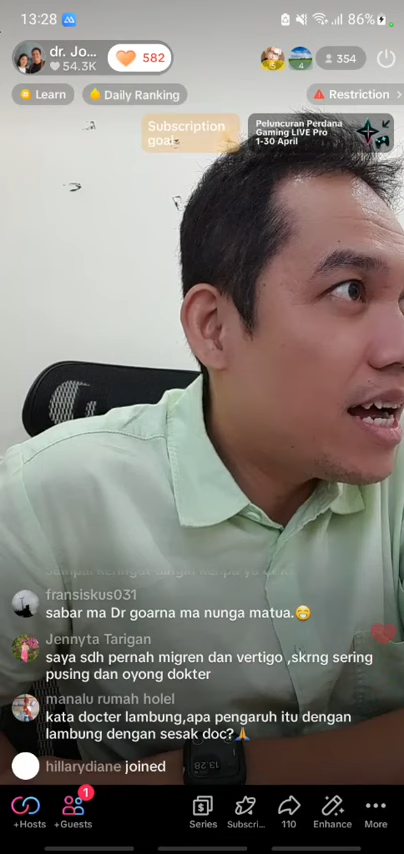 13:28
86%
dr. Jo...
54.3K
582
4
354
Learn
Daily Ranking
Restriction
Subscription
goal:
Peluncuran Perdana
Gaming LIVE Pro
1-30 April
fransiskus031
sabar ma Dr goarna ma nunga matua.😁
Jennyta Tarigan
saya sdh pernah migren dan vertigo ,skrng sering
pusing dan oyong dokter
manalu rumah holel
kata docter lambung,apa pengaruh itu dengan
lambung dengan sesak doc?🙏
hillarydiane joined
13:28
1
+Hosts
+Guests
Series
Subscri...
110
Enhance
More